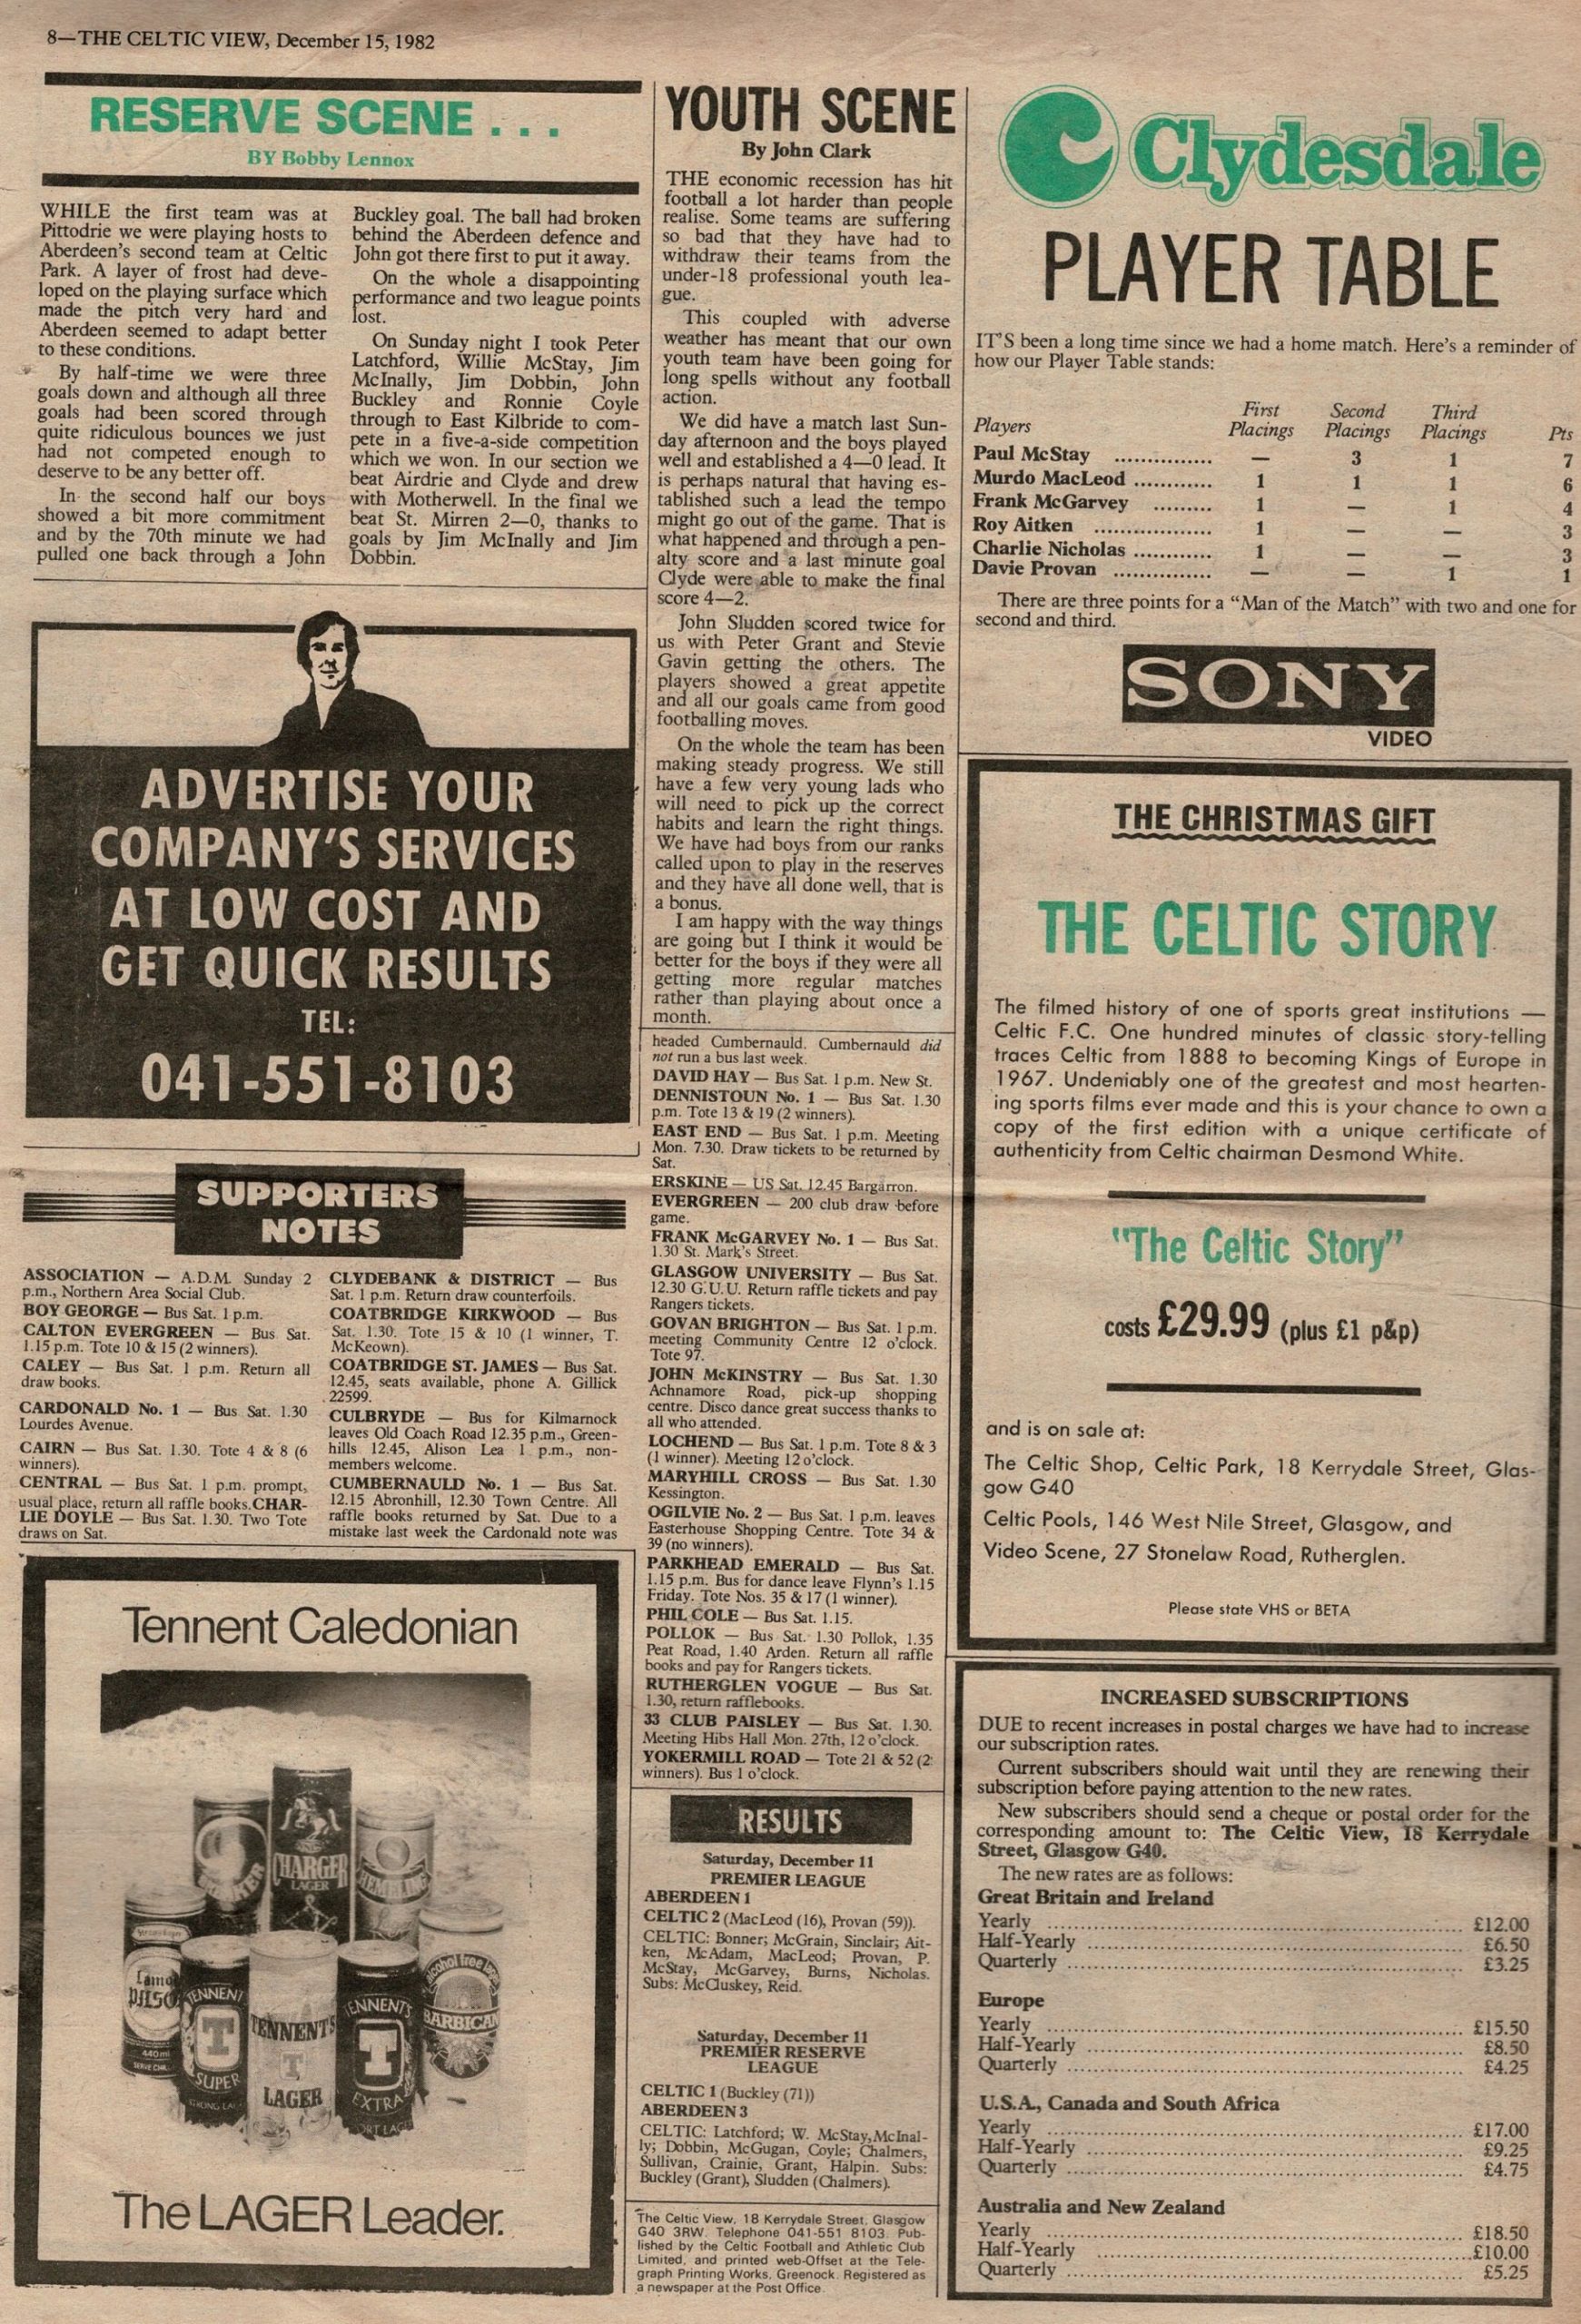 8—THE CELTIC VIEW, December 15, 1982
RESERVE SCENE . . .
BY Bobby Lennox
WHILE the first team was at
Pittodrie we were playing hosts to
Aberdeen's second team at Celtic
Park. A layer of frost had deve-
loped on the playing surface which
made the pitch very hard and
Aberdeen seemed to adapt better
to these conditions.
By half-time we were three
goals down and although all three
goals had been scored through
quite ridiculous bounces we just
had not competed enough to
deserve to be any better off.
In the second half our boys
showed a bit more commitment
and by the 70th minute we had
pulled one back through a John
Buckley goal. The ball had broken
behind the Aberdeen defence and
John got there first to put it away.
On the whole a disappointing
performance and two league points
lost.
On Sunday night I took Peter
Latchford, Willie McStay, Jim
McInally, Jim Dobbin, John
Buckley and Ronnie Coyle
through to East Kilbride to com-
pete in a five-a-side competition
which we won. In our section we
beat Airdrie and Clyde and drew
with Motherwell. In the final we
beat St. Mirren 2—0, thanks to
goals by Jim McInally and Jim
Dobbin.
ADVERTISE YOUR
COMPANY'S SERVICES
AT LOW COST AND
GET QUICK RESULTS
TEL:
041-551-8103
YOUTH SCENE
By John Clark
THE economic recession has hit
football a lot harder than people
realise. Some teams are suffering
so bad that they have had to
withdraw their teams from the
under-18 professional youth lea-
gue.
This coupled with adverse
weather has meant that our own
youth team have been going for
long spells without any football
action.
We did have a match last Sun-
day afternoon and the boys played
well and established a 4—0 lead. It
is perhaps natural that having es-
tablished such a lead the tempo
might go out of the game. That is
what happened and through a pen-
alty score and a last minute goal
Clyde were able to make the final
score 4—2.
John Sludden scored twice for
us with Peter Grant and Stevie
Gavin getting the others. The
players showed a great appetite
and all our goals came from good
footballing moves.
On the whole the team has been
making steady progress. We still
have a few very young lads who
will need to pick up the correct
habits and learn the right things.
We have had boys from our ranks
called upon to play in the reserves
and they have all done well, that is
a bonus.
I am happy with the way things
are going but I think it would be
better for the boys if they were all
getting more regular matches
rather than playing about once a
month.
SUPPORTERS
NOTES
ASSOCIATION — A.D.M. Sunday 2
p.m., Northern Area Social Club.
BOY GEORGE — Bus Sat. 1 p.m.
CALTON EVERGREEN — Bus Sat.
1.15 p.m. Tote 10 & 15 (2 winners).
CALEY — Bus Sat. 1 p.m. Return all
draw books.
CARDONALD No. 1 — Bus Sat. 1.30
Lourdes Avenue.
CAIRN — Bus Sat. 1.30. Tote 4 & 8 (6
winners).
CENTRAL — Bus Sat. 1 p.m. prompt,
usual place, return all raffle books. CHAR-
LIE DOYLE — Bus Sat. 1.30. Two Tote
draws on Sat.
CLYDEBANK & DISTRICT — Bus
Sat. 1 p.m. Return draw counterfoils.
COATBRIDGE KIRKWOOD — Bus
Sat. 1.30. Tote 15 & 10 (1 winner, T.
McKeown).
COATBRIDGE ST. JAMES — Bus Sat.
12.45, seats available, phone A. Gillick
22599.
CULBRYDE — Bus for Kilmarnock
leaves Old Coach Road 12.35 p.m., Green-
hills 12.45, Alison Lea 1 p.m., non-
members welcome.
CUMBERNAULD No. 1 — Bus Sat.
12.15 Abronhill, 12.30 Town Centre. All
raffle books returned by Sat. Due to a
mistake last week the Cardonald note was
headed Cumbernauld. Cumbernauld did
not run a bus last week.
DAVID HAY — Bus Sat. 1 p.m. New St.
DENNISTOUN No. 1 — Bus Sat. 1.30
p.m. Tote 13 & 19 (2 winners).
EAST END — Bus Sat. 1 p.m. Meeting
Mon. 7.30. Draw tickets to be returned by
Sat.
ERSKINE — US Sat. 12.45 Bargarron.
EVERGREEN — 200 club draw before
game.
FRANK McGARVEY No. 1 — Bus Sat.
1.30 St. Mark's Street.
GLASGOW UNIVERSITY — Bus Sat.
12.30 G.U.U. Return raffle tickets and pay
Rangers tickets.
GOVAN BRIGHTON — Bus Sat. 1 p.m.
meeting Community Centre 12 o'clock.
Tote 97.
JOHN McKINSTRY — Bus Sat. 1.30
Achnamore Road, pick-up shopping
centre. Disco dance great success thanks to
all who attended.
LOCHEND — Bus Sat. 1 p.m. Tote 8 & 3
(1 winner). Meeting 12 o'clock.
MARYHILL CROSS — Bus Sat. 1.30
Kessington.
OGILVIE No. 2 — Bus Sat. 1 p.m. leaves
Easterhouse Shopping Centre. Tote 34 &
39 (no winners).
PARKHEAD EMERALD — Bus Sat.
1.15 p.m. Bus for dance leave Flynn's 1.15
Friday. Tote Nos. 35 & 17 (1 winner).
PHIL COLE — Bus Sat. 1.15.
POLLOK — Bus Sat. 1.30 Pollok, 1.35
Peat Road, 1.40 Arden. Return all raffle
books and pay for Rangers tickets.
RUTHERGLEN VOGUE — Bus Sat.
1.30, return rafflebooks.
33 CLUB PAISLEY — Bus Sat. 1.30.
Meeting Hibs Hall Mon. 27th, 12 o'clock.
YOKERMILL ROAD — Tote 21 & 52 (2
winners). Bus 1 o'clock.
Tennent Caledonian
CHARGER
LAGER
HEMELING
PILS
440ml
TENNENT
T
SUPER
STRONG LA
TENNENT'S
T
LAGER
TENNENTS
T
EXTRA
alcohol free
BARBICAN
The LAGER Leader.
RESULTS
Saturday, December 11
PREMIER LEAGUE
ABERDEEN 1
CELTIC 2 (MacLeod (16), Provan (59)).
CELTIC: Bonner; McGrain, Sinclair; Ait-
ken, McAdam, MacLeod; Provan, P.
McStay, McGarvey, Burns, Nicholas.
Subs: McCluskey, Reid.
Saturday, December 11
PREMIER RESERVE
LEAGUE
CELTIC 1 (Buckley (71))
ABERDEEN 3
CELTIC: Latchford; W. McStay, McInal-
ly; Dobbin, McGugan, Coyle; Chalmers,
Sullivan, Crainie, Grant, Halpin. Subs:
Buckley (Grant), Sludden (Chalmers).
The Celtic View, 18 Kerrydale Street, Glasgow
G40 3RW. Telephone 041-551 8103. Pub-
lished by the Celtic Football and Athletic Club
Limited, and printed web-Offset at the Tele-
graph Printing Works, Greenock. Registered as
a newspaper at the Post Office.
Clydesdale
PLAYER TABLE
IT'S been a long time since we had a home match. Here's a reminder of
how our Player Table stands:
Players First Placings Second Placings Third Placings Pts
Paul McStay ............... — 3 1 7
Murdo MacLeod ............ 1 1 1 6
Frank McGarvey ......... 1 — 1 4
Roy Aitken .................. 1 — — 3
Charlie Nicholas ............ 1 — — 3
Davie Provan ............... — — 1 1
There are three points for a "Man of the Match" with two and one for
second and third.
SONY
VIDEO
THE CHRISTMAS GIFT
THE CELTIC STORY
The filmed history of one of sports great institutions —
Celtic F.C. One hundred minutes of classic story-telling
traces Celtic from 1888 to becoming Kings of Europe in
1967. Undeniably one of the greatest and most hearten-
ing sports films ever made and this is your chance to own a
copy of the first edition with a unique certificate of
authenticity from Celtic chairman Desmond White.
"The Celtic Story"
costs £29.99 (plus £1 p&p)
and is on sale at:
The Celtic Shop, Celtic Park, 18 Kerrydale Street, Glas-
gow G40
Celtic Pools, 146 West Nile Street, Glasgow, and
Video Scene, 27 Stonelaw Road, Rutherglen.
Please state VHS or BETA
INCREASED SUBSCRIPTIONS
DUE to recent increases in postal charges we have had to increase
our subscription rates.
Current subscribers should wait until they are renewing their
subscription before paying attention to the new rates.
New subscribers should send a cheque or postal order for the
corresponding amount to: The Celtic View, 18 Kerrydale
Street, Glasgow G40.
The new rates are as follows:
Great Britain and Ireland
Yearly ........ £12.00
Half-Yearly ........ £6.50
Quarterly ........ £3.25
Europe
Yearly ........ £15.50
Half-Yearly ........ £8.50
Quarterly ........ £4.25
U.S.A., Canada and South Africa
Yearly ........ £17.00
Half-Yearly ........ £9.25
Quarterly ........ £4.75
Australia and New Zealand
Yearly ........ £18.50
Half-Yearly ........ £10.00
Quarterly ........ £5.25